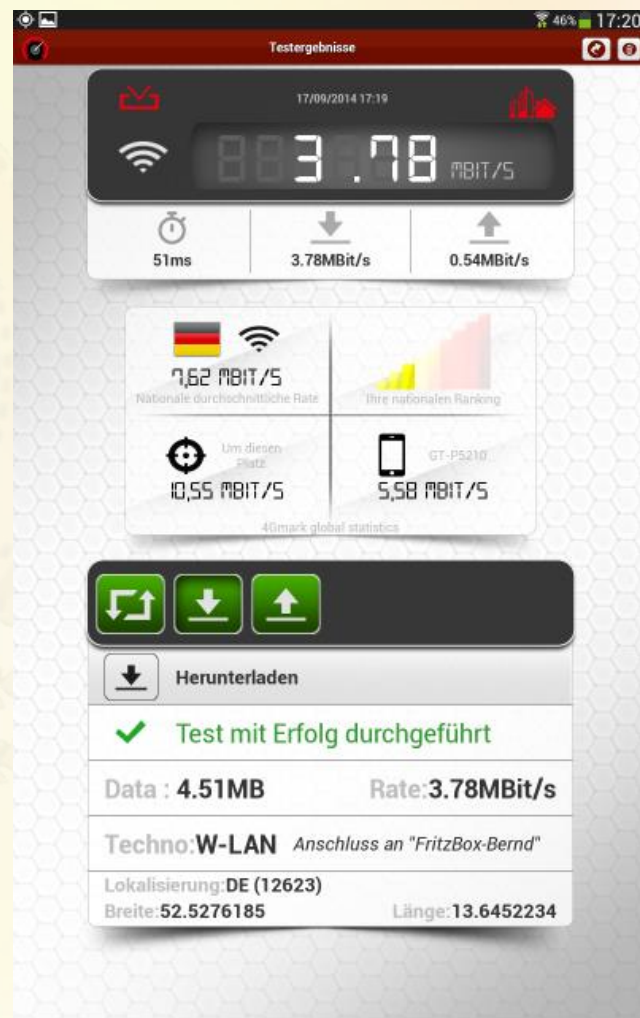 46% 17:20
Testergebnisse
17/09/2014 17:19
3.78 MBIT/S
51ms 3.78MBit/s 0.54MBit/s
7,62 MBIT/S
Nationale durchschnittliche Rate Ihre nationalen Ranking
Um diesen Platz GT-P5210
10,55 MBIT/S 5,58 MBIT/S
4Gmark global statistics
Herunterladen
Test mit Erfolg durchgeführt
Data : 4.51MB Rate:3.78MBit/s
Techno:W-LAN Anschluss an "FritzBox-Bernd"
Lokalisierung:DE (12623)
Breite:52.5276185 Länge:13.6452234